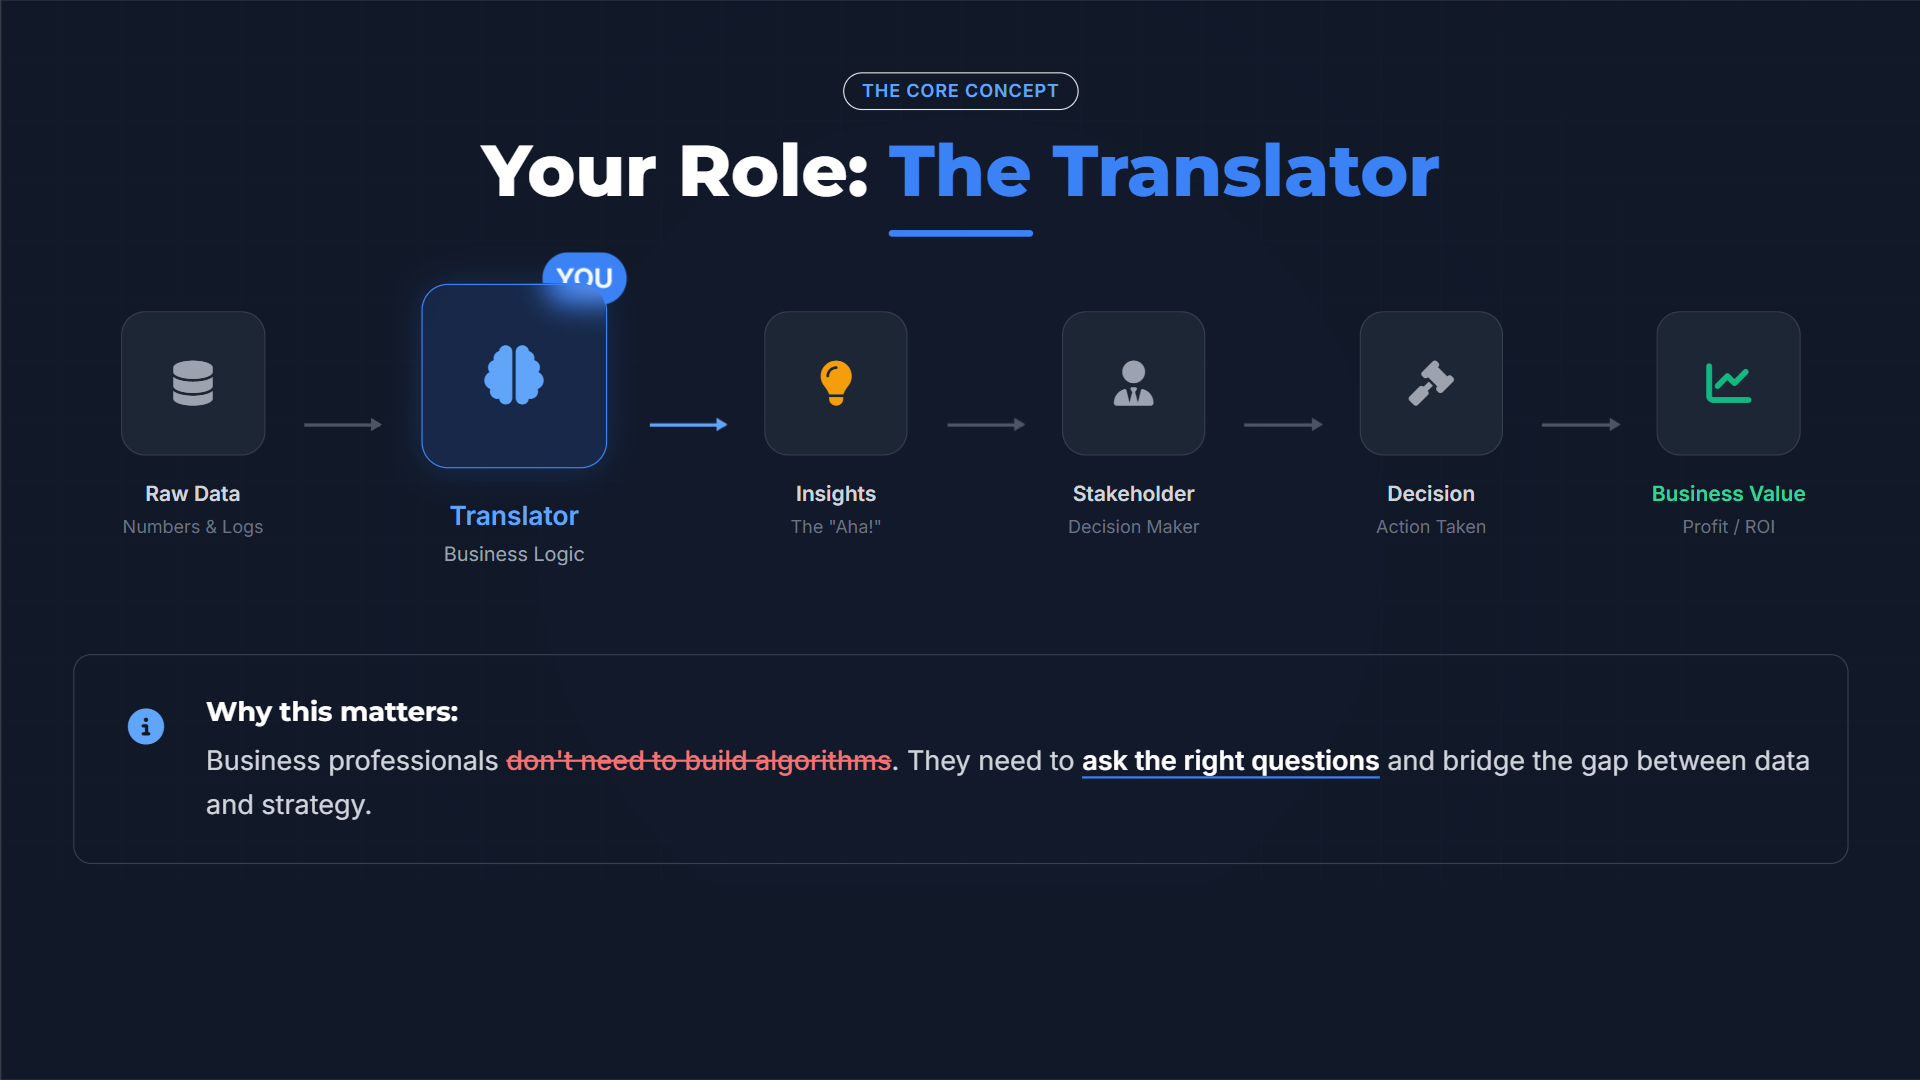 THE CORE CONCEPT
Your Role: The Translator
YOU
Raw Data
Numbers & Logs
Translator
Business Logic
Insights
The "Aha!"
Stakeholder
Decision Maker
Decision
Action Taken
Business Value
Profit / ROI
Why this matters:
Business professionals don't need to build algorithms. They need to ask the right questions and bridge the gap between data
and strategy.